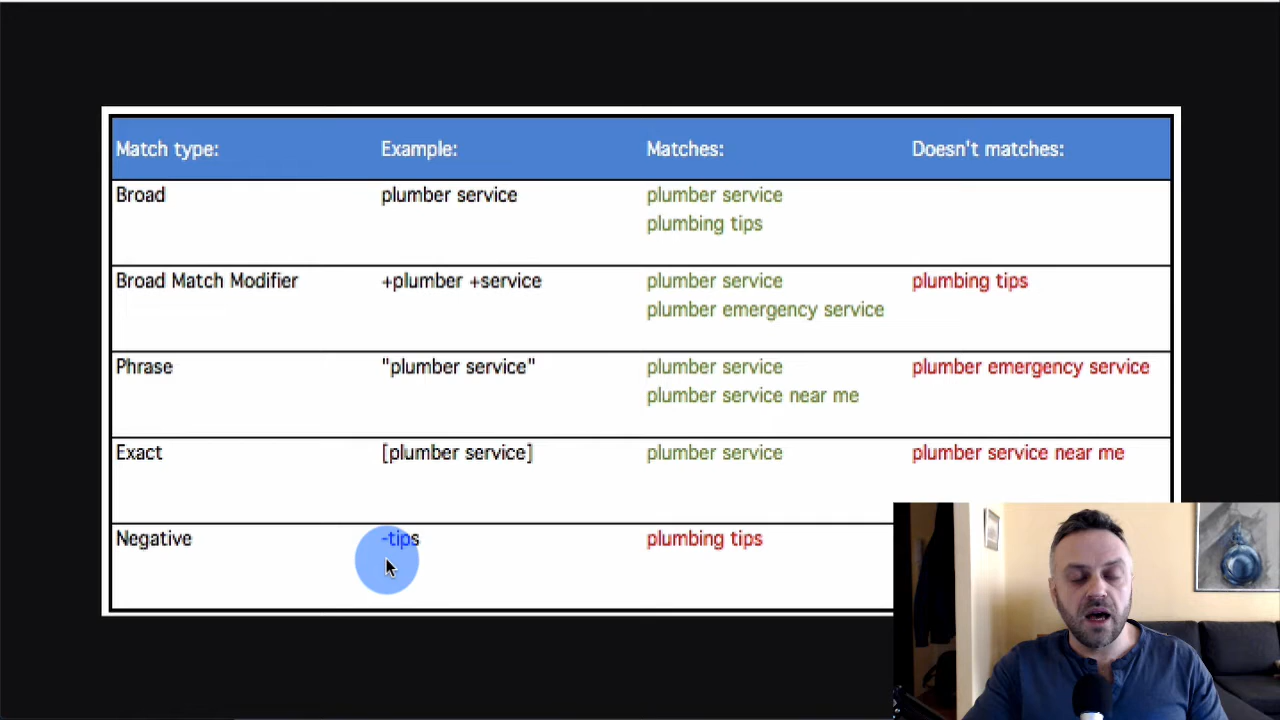 Match type: Example: Matches: Doesn't matches:
Broad plumber service plumber service
plumbing tips
Broad Match Modifier +plumber +service plumber service plumbing tips
plumber emergency service
Phrase "plumber service" plumber service plumber emergency service
plumber service near me
Exact [plumber service] plumber service plumber service near me
Negative -tips plumbing tips